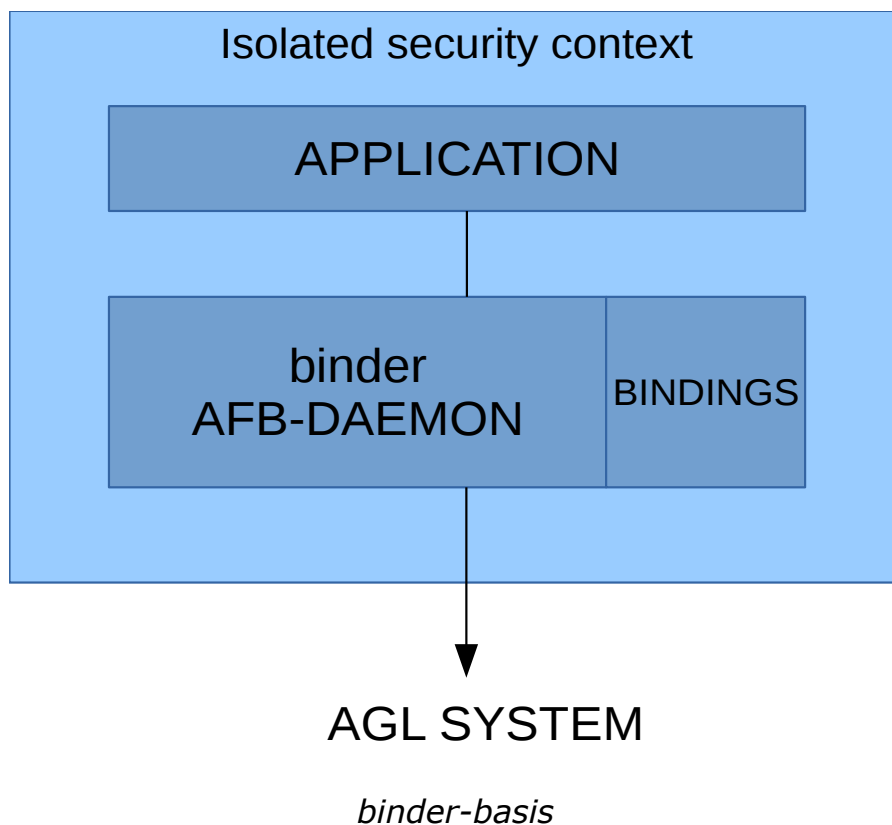 Isolated security context
APPLICATION
binder
AFB-DAEMON
BINDINGS
AGL SYSTEM
binder-basis